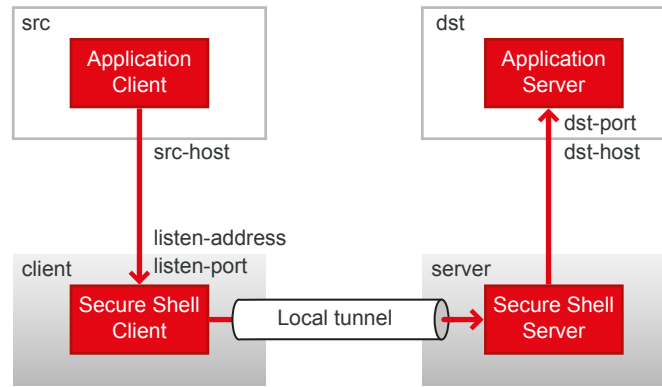 src
Application
Client
src-host
listen-address
listen-port
client
Secure Shell
Client
Local tunnel
dst
Application
Server
dst-port
dst-host
server
Secure Shell
Server